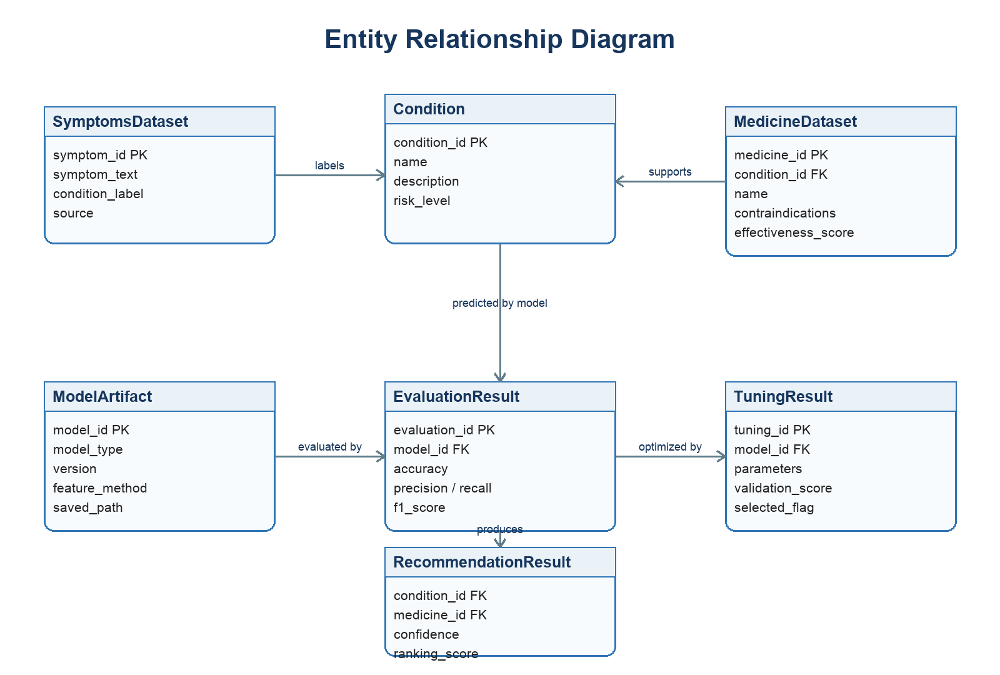 Entity Relationship Diagram
SymptomsDataset
symptom_id PK
symptom_text
condition_label
source
labels
Condition
condition_id PK
name
description
risk_level
supports
MedicineDataset
medicine_id PK
condition_id FK
name
contraindications
effectiveness_score
predicted by model
ModelArtifact
model_id PK
model_type
version
feature_method
saved_path
evaluated by
EvaluationResult
evaluation_id PK
model_id FK
accuracy
precision / recall
f1_score
optimized by
TuningResult
tuning_id PK
model_id FK
parameters
validation_score
selected_flag
produces
RecommendationResult
condition_id FK
medicine_id FK
confidence
ranking_score